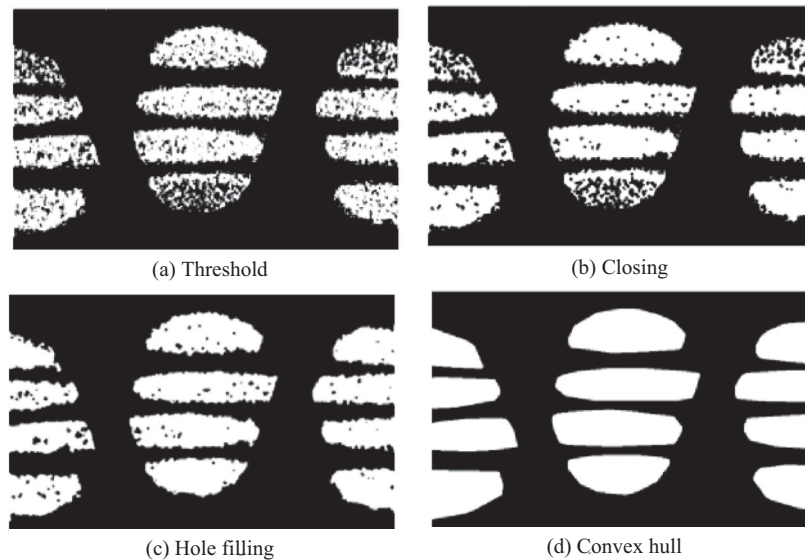 (a) Threshold
(b) Closing
(c) Hole filling
(d) Convex hull